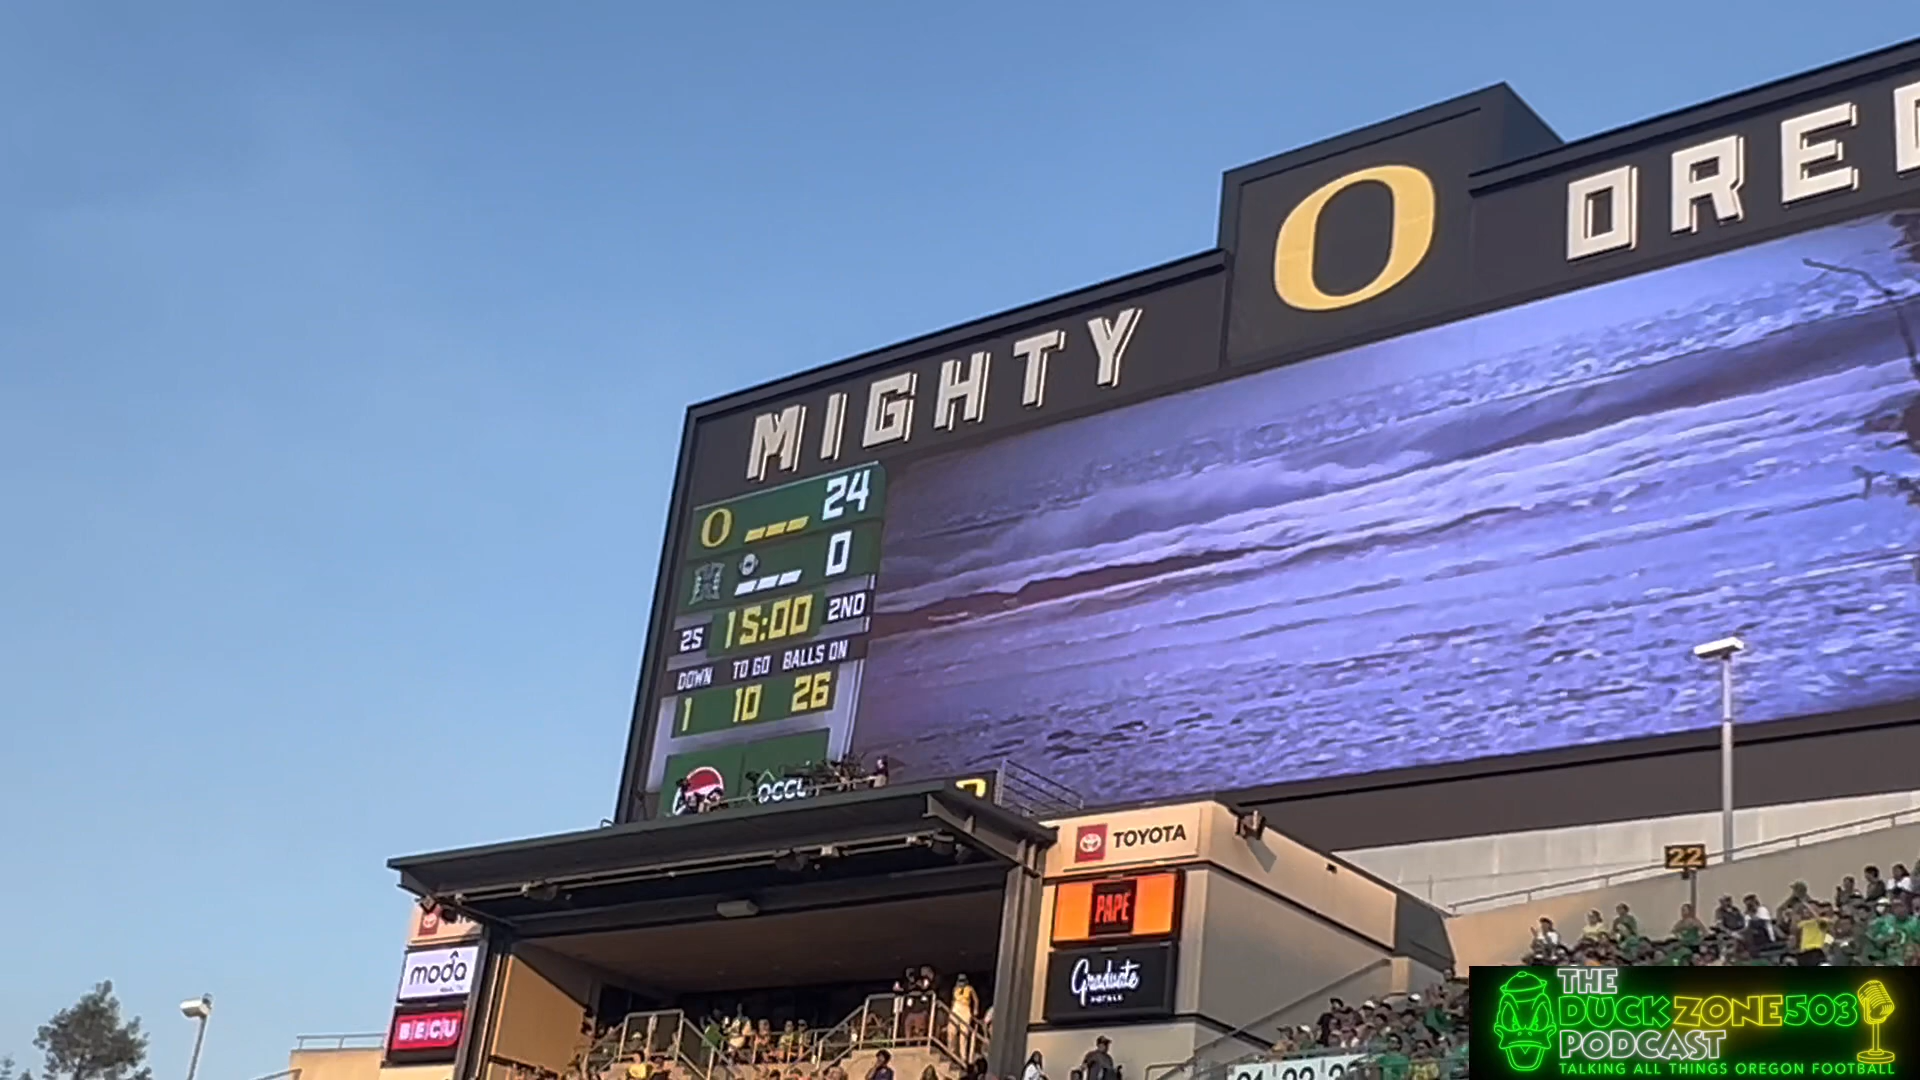 MIGHTY O ORE
O 24
H 0
25 15:00 2ND
DOWN TO GO BALLS ON
1 10 26
OCCU
TOYOTA
PAPE
Graduate
HOTELS
moda
BECU
22
THE
DUCKZONE503
PODCAST
TALKING ALL THINGS OREGON FOOTBALL